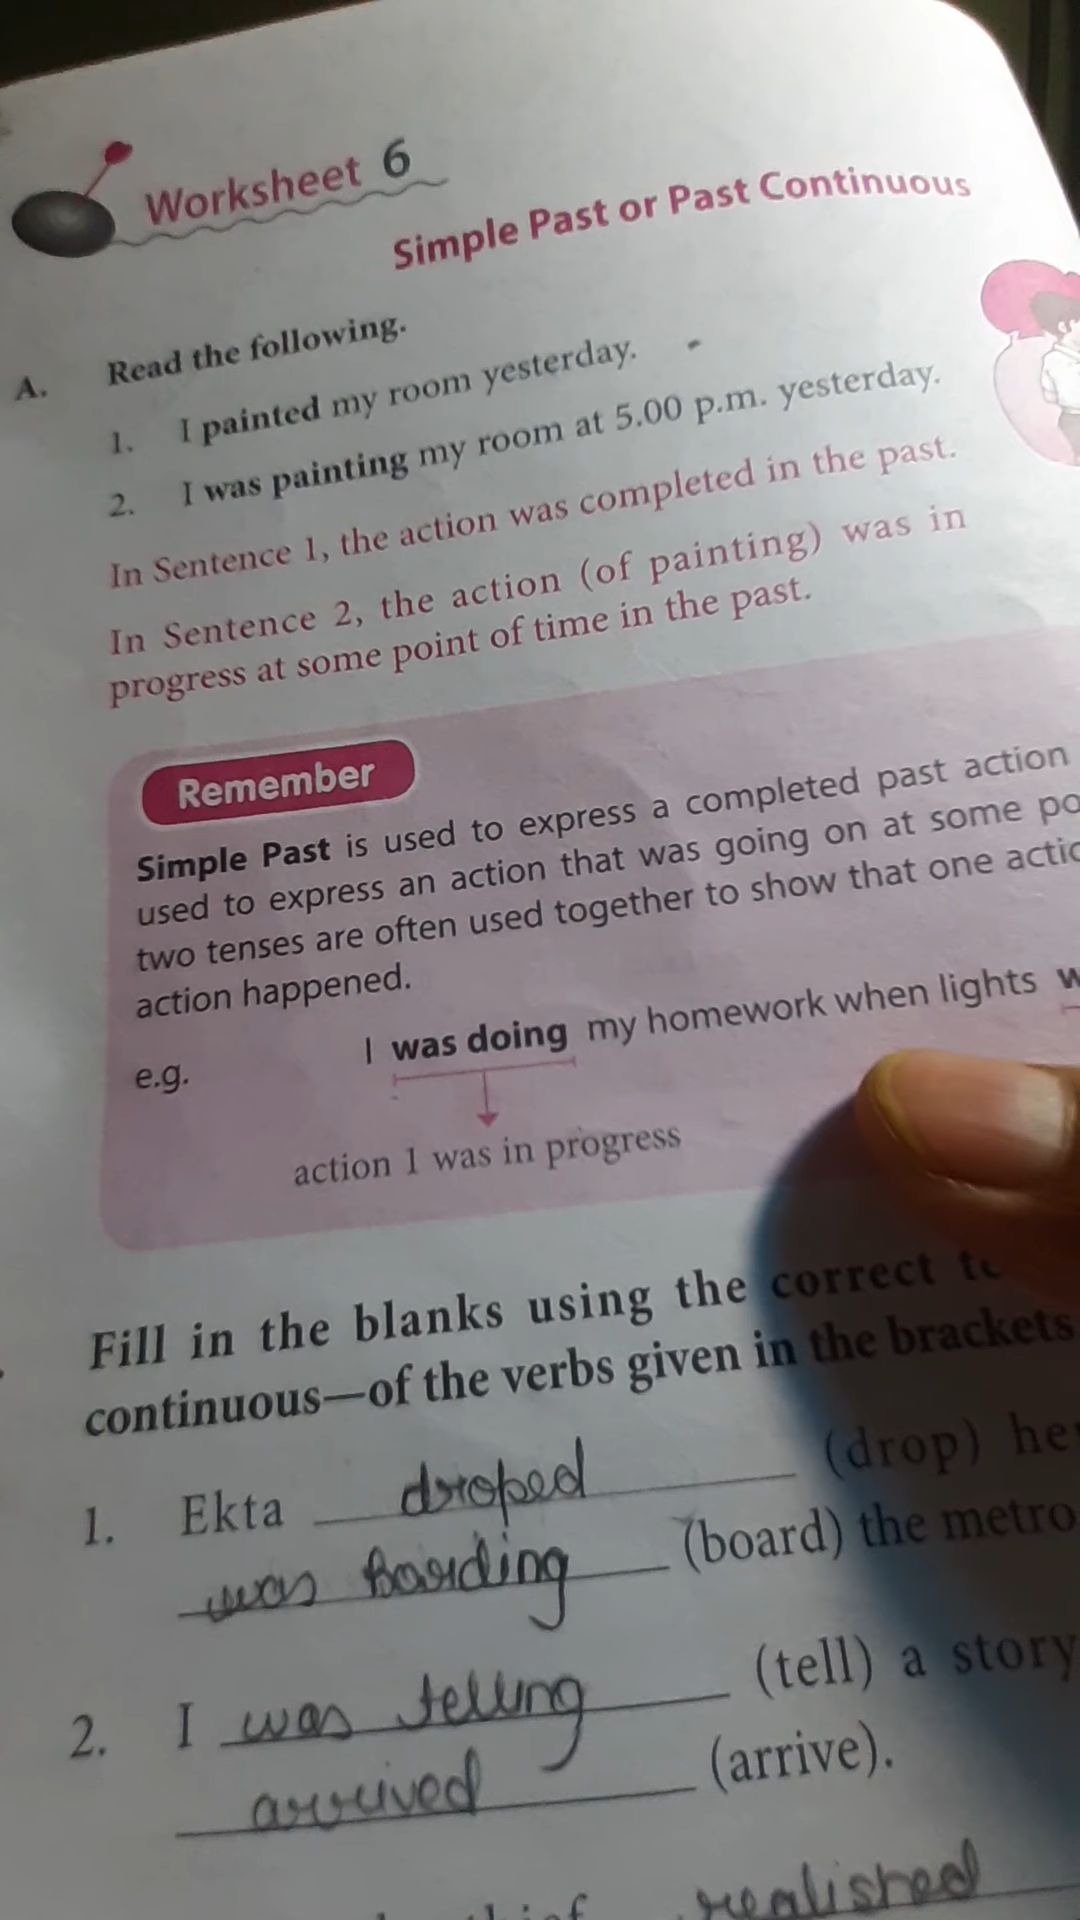 Worksheet 6
Simple Past or Past Continuous
A. Read the following.
1. I painted my room yesterday.
2. I was painting my room at 5.00 p.m. yesterday.
In Sentence 1, the action was completed in the past.
In Sentence 2, the action (of painting) was in
progress at some point of time in the past.
Remember
Simple Past is used to express a completed past action
used to express an action that was going on at some po
two tenses are often used together to show that one actio
action happened.
e.g. I was doing my homework when lights w
action 1 was in progress
Fill in the blanks using the correct te
continuous—of the verbs given in the brackets
1. Ekta droped (drop) he
was Boarding (board) the metro
2. I was telling (tell) a story
arrived (arrive).
realished